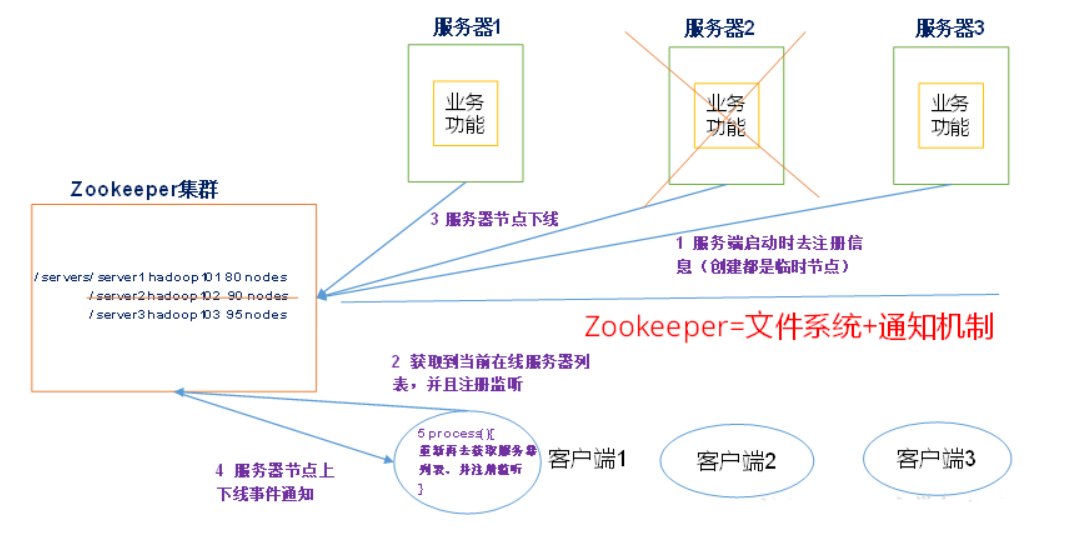 服务器1
服务器2
服务器3
业务
功能
业务
功能
业务
功能
Zookeeper集群
3 服务器节点下线
1 服务端启动时去注册信
息（创建都是临时节点）
/servers/ server1 hadoop101 80 nodes
/server2 hadoop102 90 nodes
/server3 hadoop103 95 nodes
Zookeeper=文件系统+通知机制
2 获取到当前在线服务器列
表，并且注册监听
5 process(){
重新再去获取服务器
列表、并注册监听
}
客户端1
客户端2
客户端3
4 服务器节点上
下线事件通知